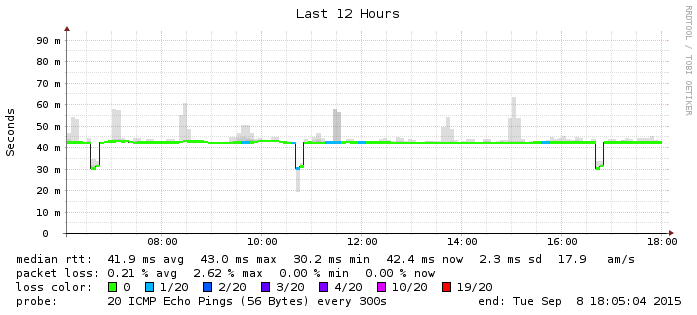 Last 12 Hours
RRDTOOL / TOBI OETIKER
Seconds
90 m
80 m
70 m
60 m
50 m
40 m
30 m
20 m
10 m
0
08:00 10:00 12:00 14:00 16:00 18:00
median rtt: 41.9 ms avg 43.0 ms max 30.2 ms min 42.4 ms now 2.3 ms sd 17.9 am/s
packet loss: 0.21 % avg 2.62 % max 0.00 % min 0.00 % now
loss color: 0 1/20 2/20 3/20 4/20 10/20 19/20
probe: 20 ICMP Echo Pings (56 Bytes) every 300s end: Tue Sep 8 18:05:04 2015